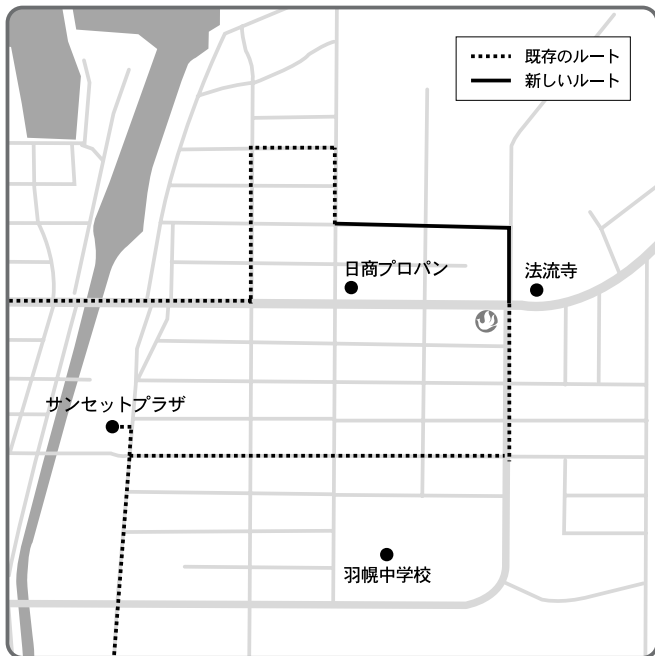 既存のルート
新しいルート
日商プロパン
法流寺
サンセットプラザ
羽幌中学校